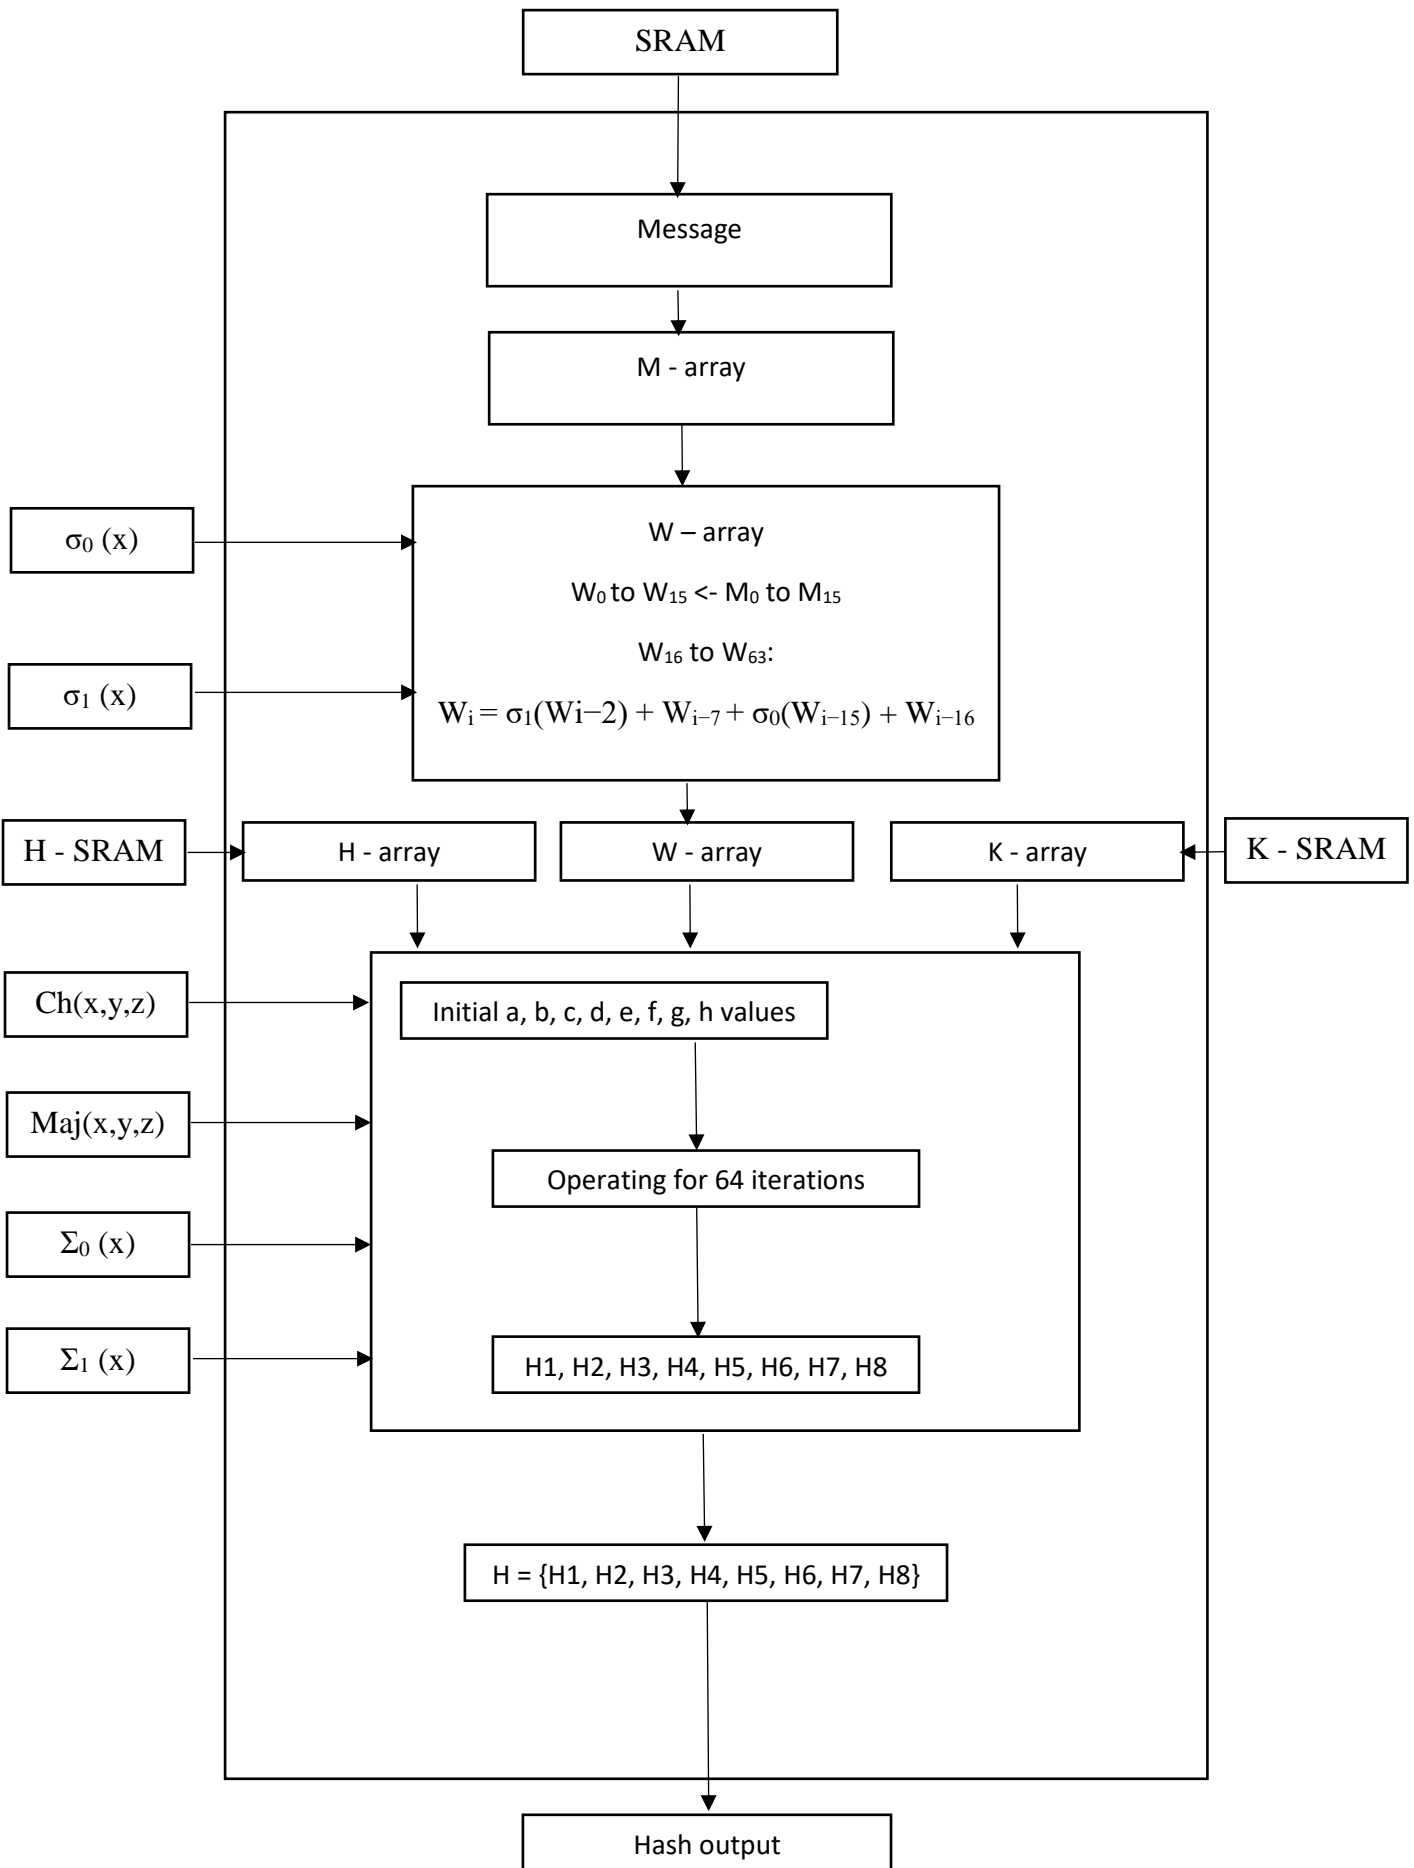 SRAM
Message
M - array
σ₀ (x)
W – array
W₀ to W₁₅ <- M₀ to M₁₅
W₁₆ to W₆₃:
σ₁ (x)
Wᵢ = σ₁(Wi−2) + Wᵢ₋₇ + σ₀(Wᵢ₋₁₅) + Wᵢ₋₁₆
H - SRAM
H - array
W - array
K - array
K - SRAM
Ch(x,y,z)
Initial a, b, c, d, e, f, g, h values
Maj(x,y,z)
Operating for 64 iterations
Σ₀ (x)
Σ₁ (x)
H1, H2, H3, H4, H5, H6, H7, H8
H = {H1, H2, H3, H4, H5, H6, H7, H8}
Hash output